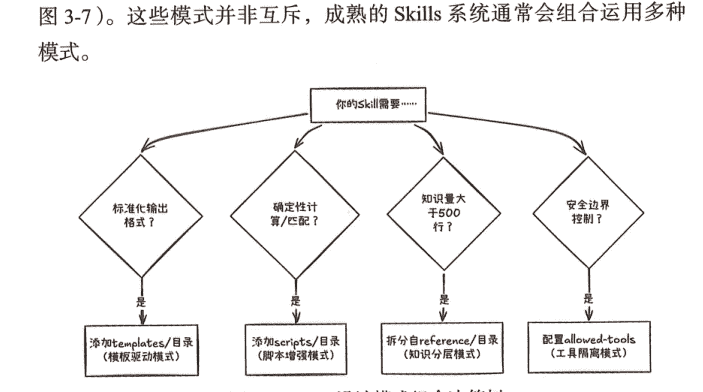 图 3-7）。这些模式并非互斥，成熟的 Skills 系统通常会组合运用多种
模式。
你的Skill需要……
标准化输出
格式？
确定性计
算/匹配？
知识量大
于500
行？
安全边界
控制？
是
是
是
是
添加templates/目录
（模板驱动模式）
添加scripts/目录
（脚本增强模式）
拆分自reference/目录
（知识分层模式）
配置allowed-tools
（工具隔离模式）